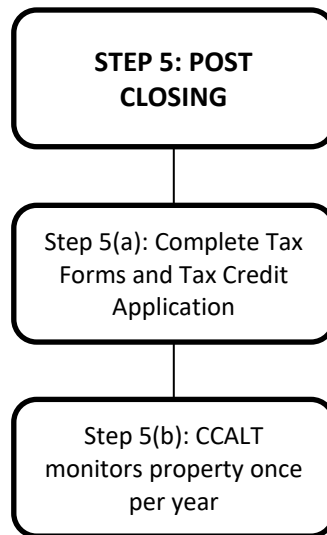 STEP 5: POST
CLOSING
Step 5(a): Complete Tax
Forms and Tax Credit
Application
Step 5(b): CCALT
monitors property once
per year